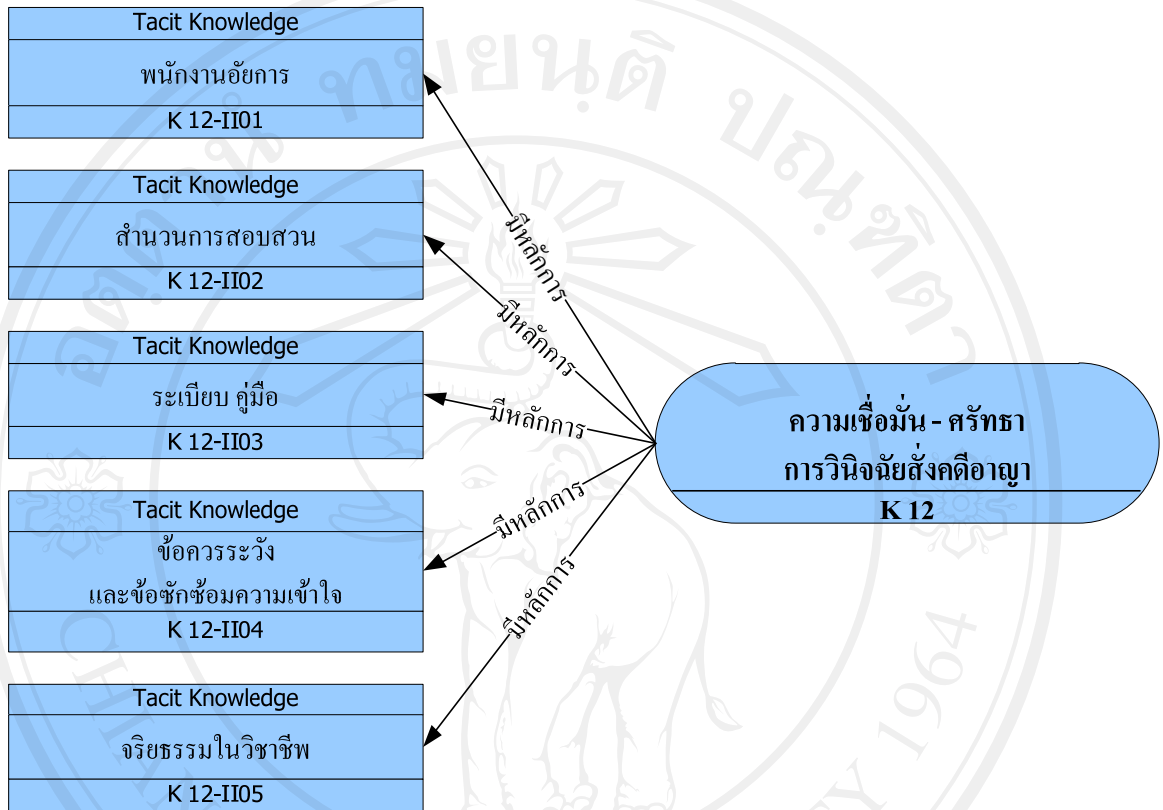 Tacit Knowledge
พนักงานอัยการ
K 12-II01
Tacit Knowledge
สำนวนการสอบสวน
K 12-II02
Tacit Knowledge
ระเบียบ คู่มือ
K 12-II03
Tacit Knowledge
ข้อควรระวัง
และข้อซักซ้อมความเข้าใจ
K 12-II04
Tacit Knowledge
จริยธรรมในวิชาชีพ
K 12-II05
มีหลักการ
มีหลักการ
มีหลักการ
มีหลักการ
มีหลักการ
ความเชื่อมั่น - ศรัทธา
การวินิจฉัยสั่งคดีอาญา
K 12
1964